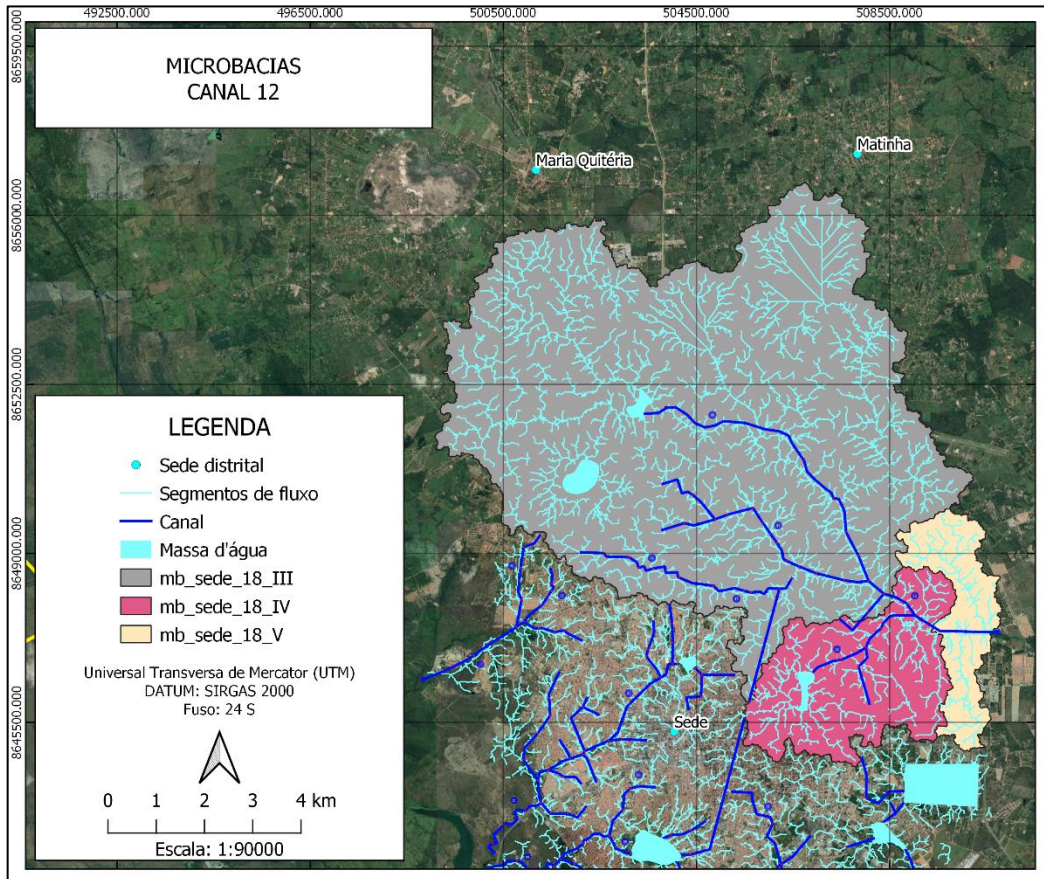 492500.000 496500.000 500500.000 504500.000 508500.000
8659500.000
8656000.000
8652500.000
8649000.000
8645500.000
MICROBACIAS
CANAL 12
Maria Quitéria
Matinha
Sede
LEGENDA
Sede distrital
Segmentos de fluxo
Canal
Massa d'água
mb_sede_18_III
mb_sede_18_IV
mb_sede_18_V
Universal Transversa de Mercator (UTM)
DATUM: SIRGAS 2000
Fuso: 24 S
0 1 2 3 4 km
Escala: 1:90000